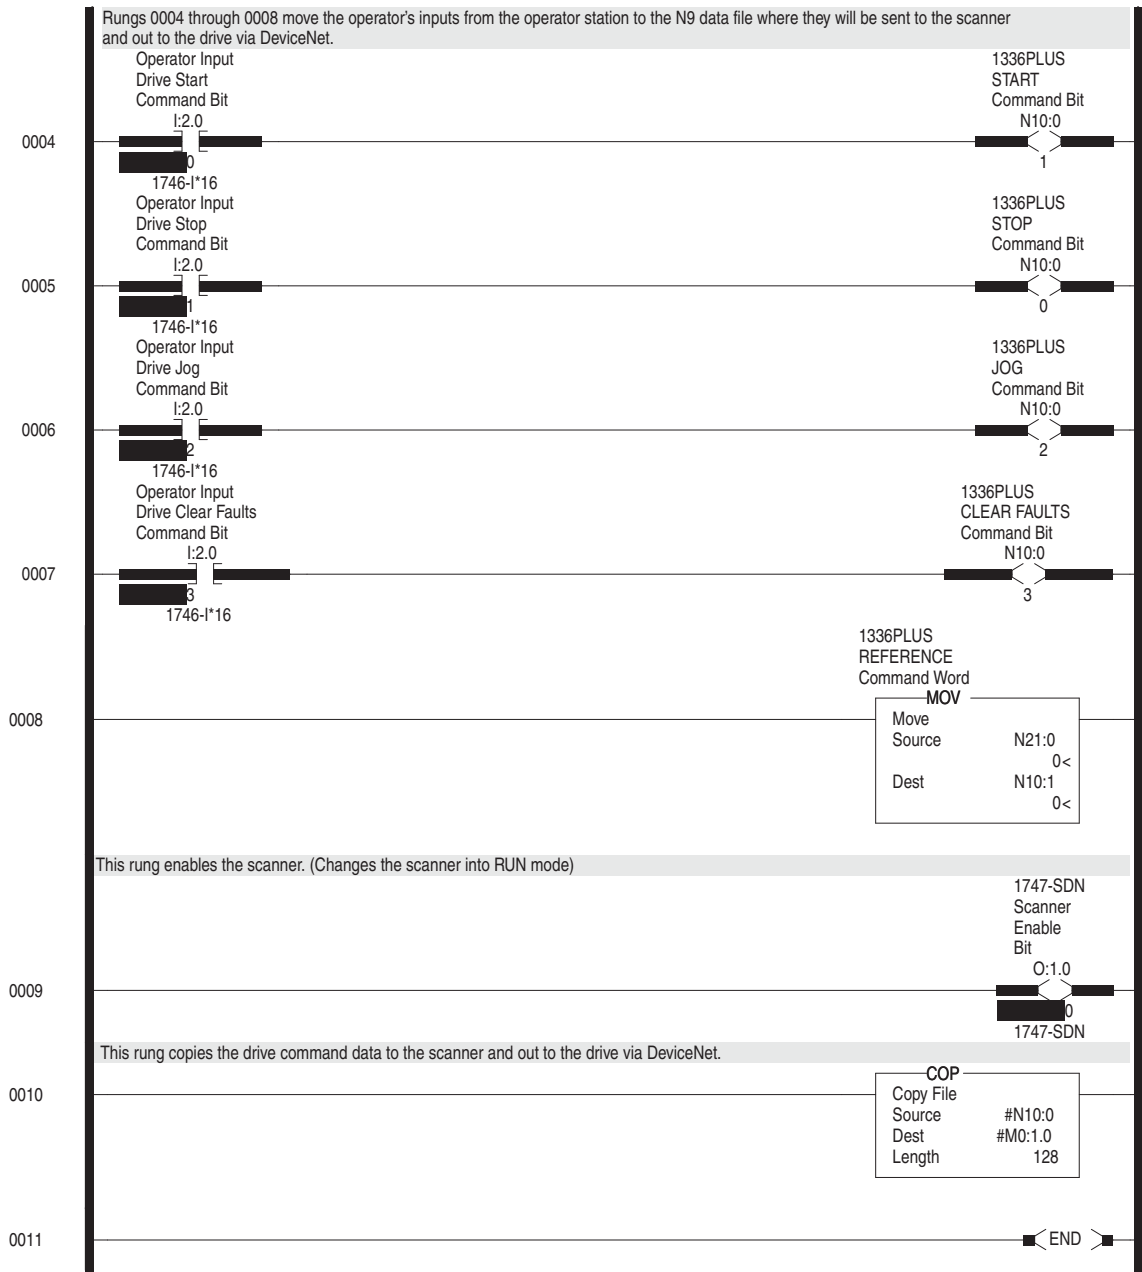 Rungs 0004 through 0008 move the operator's inputs from the operator station to the N9 data file where they will be sent to the scanner
and out to the drive via DeviceNet.
Operator Input
Drive Start
Command Bit
I:2.0
0
1746-I*16
1336PLUS
START
Command Bit
N10:0
1
0004
Operator Input
Drive Stop
Command Bit
I:2.0
1
1746-I*16
1336PLUS
STOP
Command Bit
N10:0
0
0005
Operator Input
Drive Jog
Command Bit
I:2.0
2
1746-I*16
1336PLUS
JOG
Command Bit
N10:0
2
0006
Operator Input
Drive Clear Faults
Command Bit
I:2.0
3
1746-I*16
1336PLUS
CLEAR FAULTS
Command Bit
N10:0
3
0007
1336PLUS
REFERENCE
Command Word
MOV
Move
Source N21:0
0<
Dest N10:1
0<
0008
This rung enables the scanner. (Changes the scanner into RUN mode)
1747-SDN
Scanner
Enable
Bit
O:1.0
0
1747-SDN
0009
This rung copies the drive command data to the scanner and out to the drive via DeviceNet.
COP
Copy File
Source #N10:0
Dest #M0:1.0
Length 128
0010
0011
END